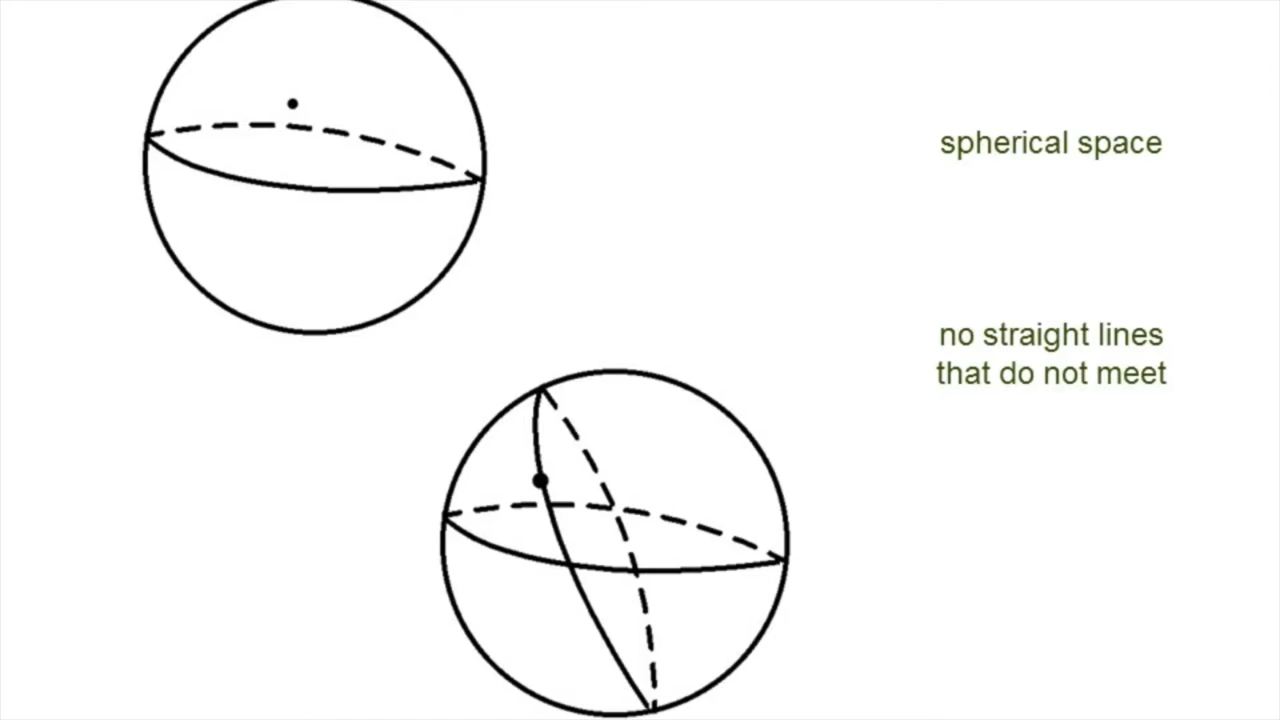 spherical space
no straight lines
that do not meet